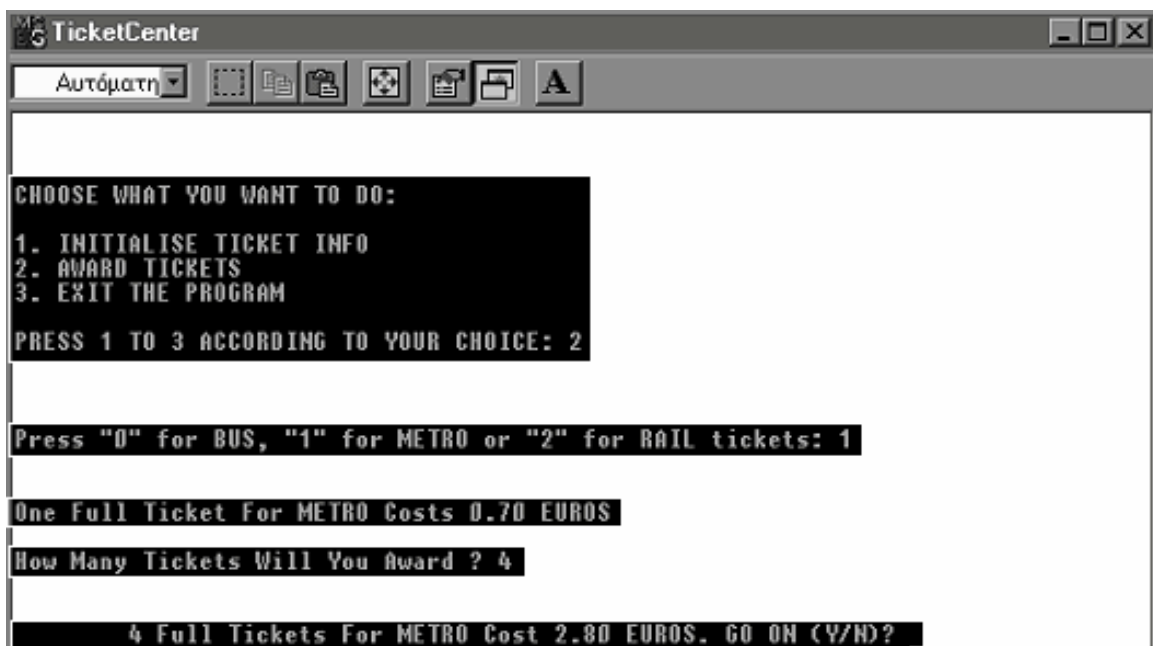 TicketCenter
Αυτόματη
A
CHOOSE WHAT YOU WANT TO DO:
1. INITIALISE TICKET INFO
2. AWARD TICKETS
3. EXIT THE PROGRAM
PRESS 1 TO 3 ACCORDING TO YOUR CHOICE: 2
Press "0" for BUS, "1" for METRO or "2" for RAIL tickets: 1
One Full Ticket For METRO Costs 0.70 EUROS
How Many Tickets Will You Award ? 4
4 Full Tickets For METRO Cost 2.80 EUROS. GO ON (Y/N)?